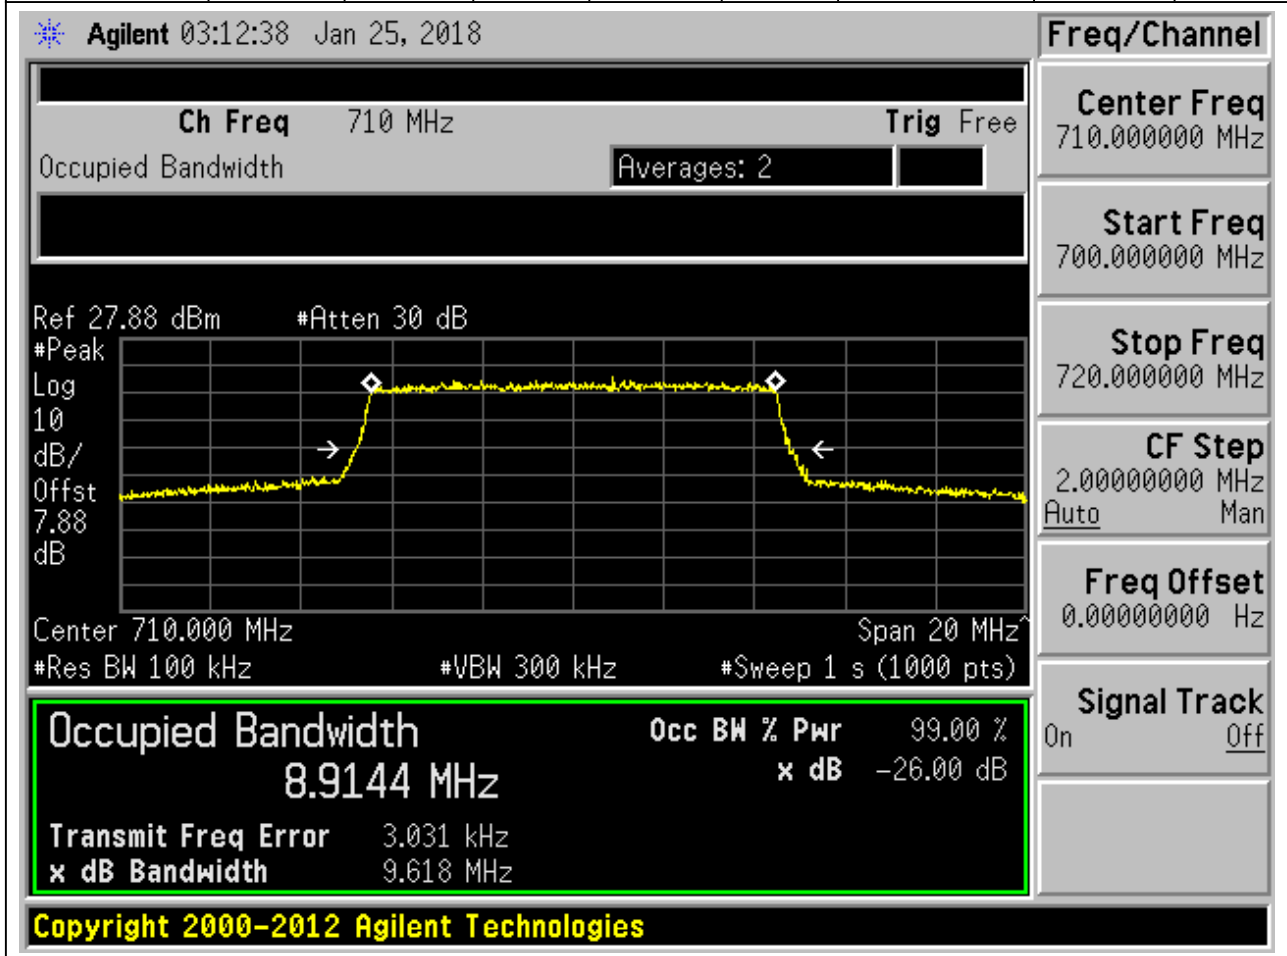 Agilent 03:12:38 Jan 25, 2018
Freq/Channel
Ch Freq 710 MHz Trig Free
Occupied Bandwidth Averages: 2
Center Freq
710.000000 MHz
Start Freq
700.000000 MHz
Stop Freq
720.000000 MHz
CF Step
2.00000000 MHz
Auto Man
Freq Offset
0.00000000 Hz
Signal Track
On Off
Ref 27.88 dBm #Atten 30 dB
#Peak
Log
10
dB/
Offst
7.88
dB
Center 710.000 MHz Span 20 MHz^
#Res BW 100 kHz #VBW 300 kHz #Sweep 1 s (1000 pts)
Occupied Bandwidth Occ BW % Pwr 99.00 %
8.9144 MHz x dB -26.00 dB
Transmit Freq Error 3.031 kHz
x dB Bandwidth 9.618 MHz
Copyright 2000-2012 Agilent Technologies